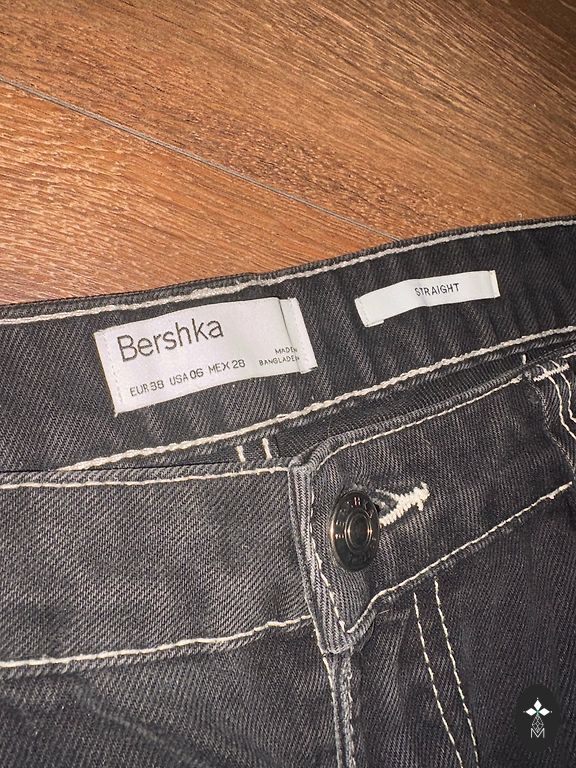 Bershka
EUR 38 USA 06 MEX 28
MADE IN
BANGLADESH
STRAIGHT